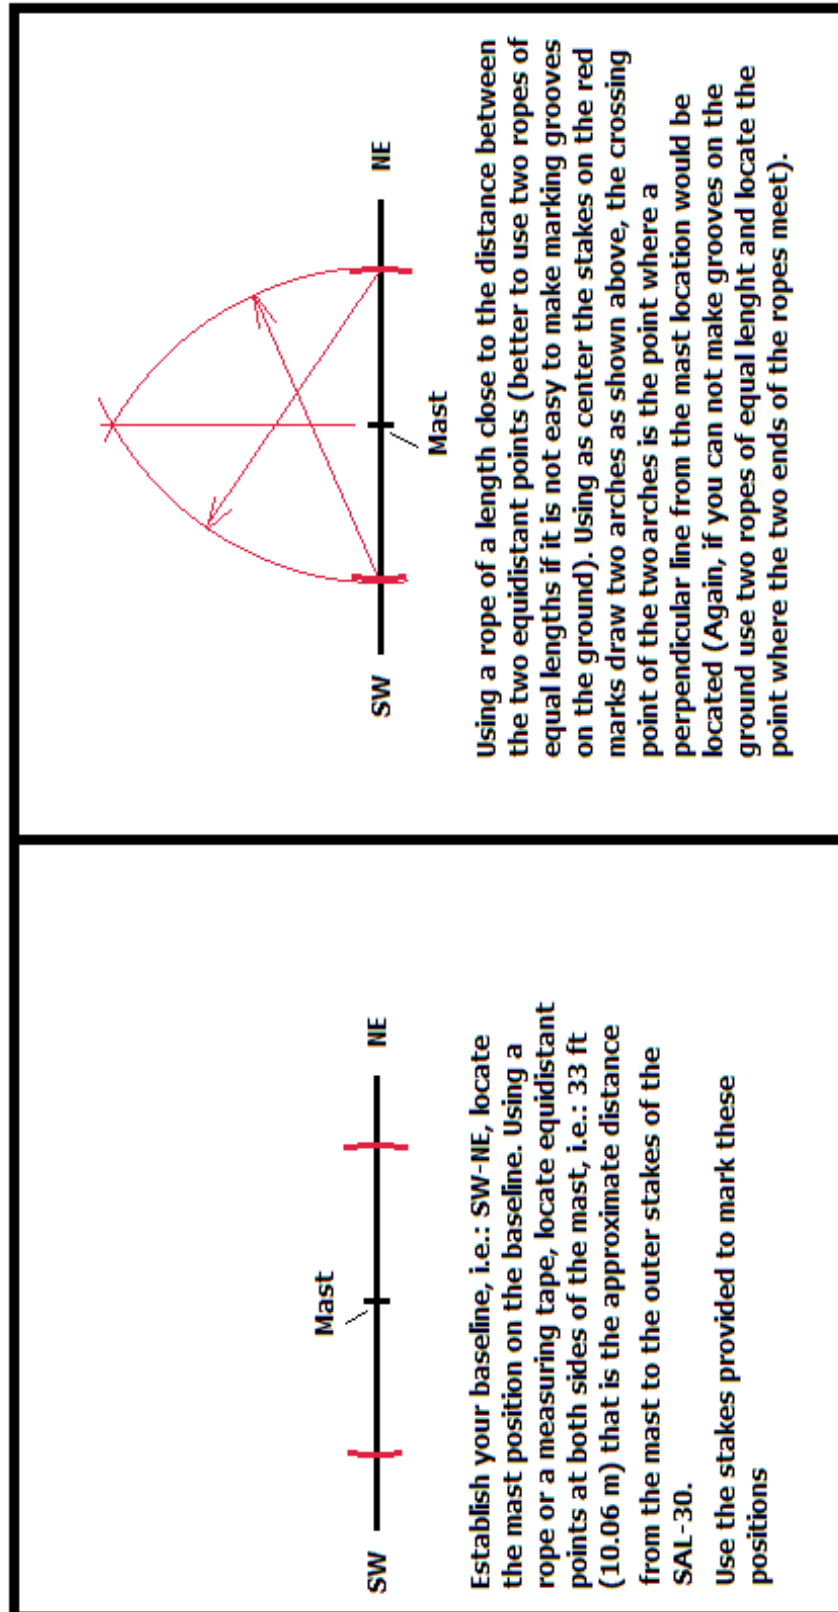 Mast
SW
NE
Establish your baseline, i.e.: SW-NE, locate
the mast position on the baseline. Using a
rope or a measuring tape, locate equidistant
points at both sides of the mast, i.e.: 33 ft
(10.06 m) that is the approximate distance
from the mast to the outer stakes of the
SAL-30.
Use the stakes provided to mark these
positions
SW
NE
Mast
Using a rope of a length close to the distance between
the two equidistant points (better to use two ropes of
equal lengths if it is not easy to make marking grooves
on the ground). Using as center the stakes on the red
marks draw two arches as shown above, the crossing
point of the two arches is the point where a
perpendicular line from the mast location would be
located (Again, if you can not make grooves on the
ground use two ropes of equal lenght and locate the
point where the two ends of the ropes meet).